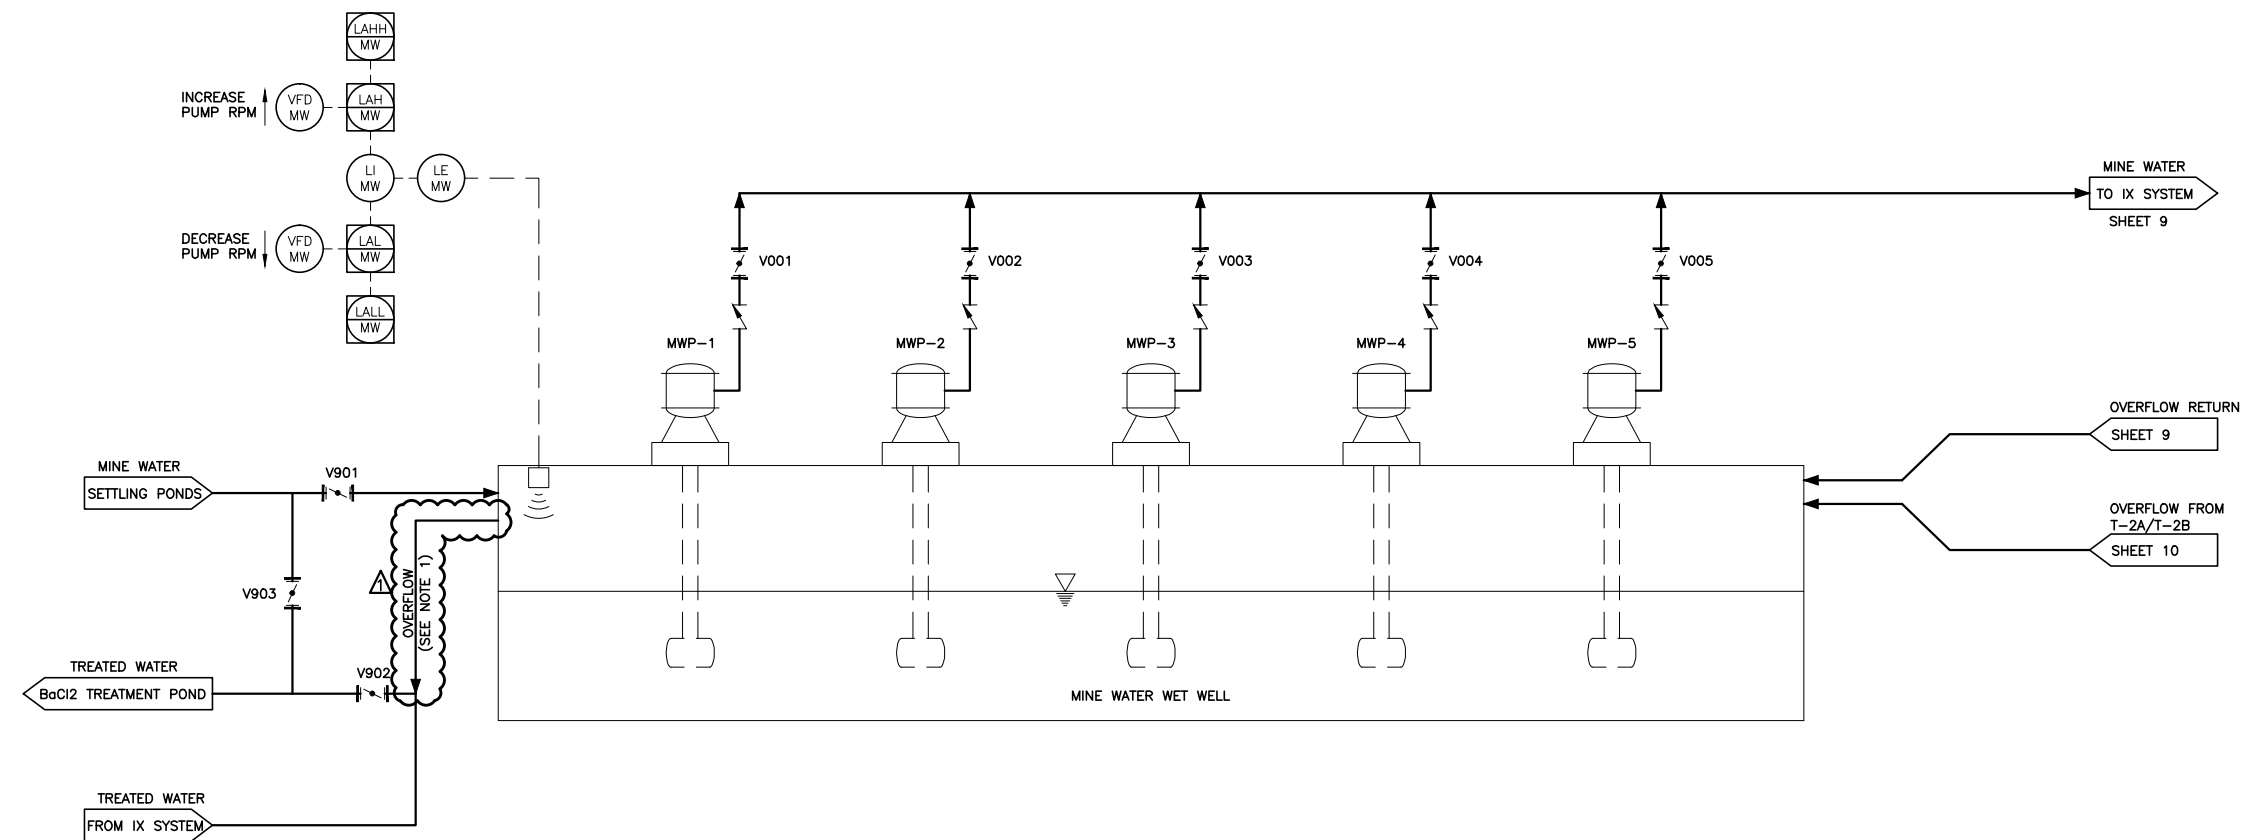 LAHH
MW
INCREASE
PUMP RPM
VFD
MW
LAH
MW
LI
MW
LE
MW
DECREASE
PUMP RPM
VFD
MW
LAL
MW
LALL
MW
MINE WATER
TO IX SYSTEM
SHEET 9
V001
V002
V003
V004
V005
MWP-1
MWP-2
MWP-3
MWP-4
MWP-5
OVERFLOW RETURN
SHEET 9
OVERFLOW FROM
T-2A/T-2B
SHEET 10
MINE WATER
SETTLING PONDS
V901
V903
1
OVERFLOW
(SEE NOTE 1)
TREATED WATER
BaCl2 TREATMENT POND
V902
MINE WATER WET WELL
TREATED WATER
FROM IX SYSTEM